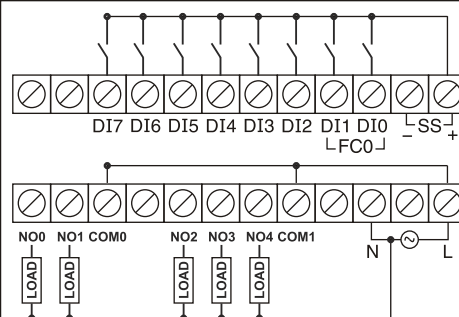 DI7 DI6 DI5 DI4 DI3 DI2 DI1 DI0 − SS +
FC0
NO0 NO1 COM0 NO2 NO3 NO4 COM1 N ~ L
LOAD LOAD LOAD LOAD LOAD